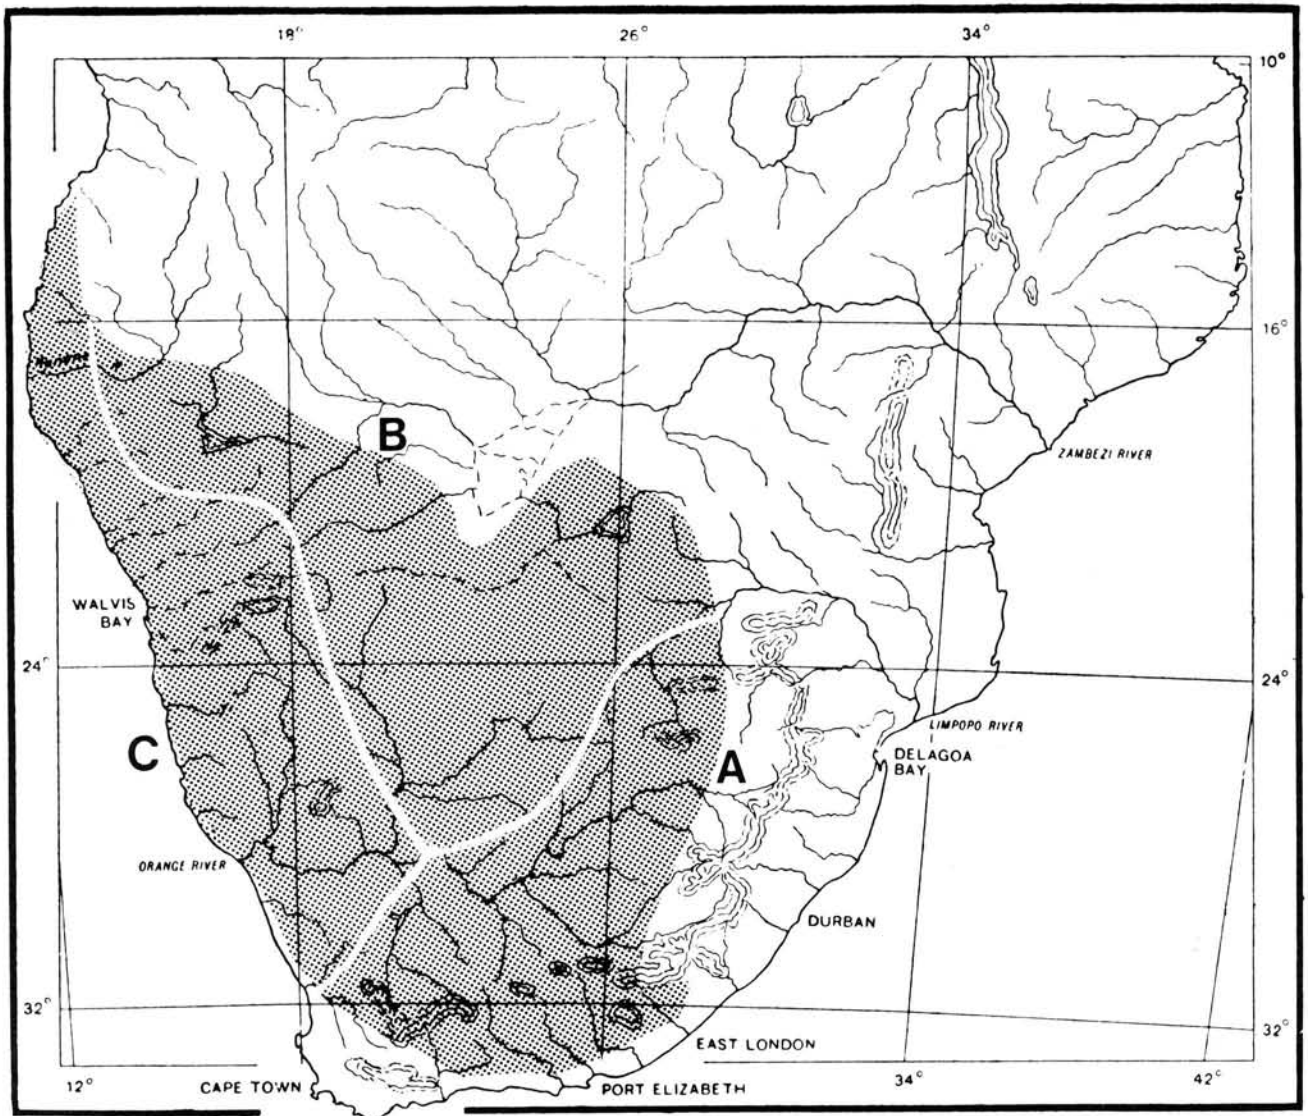 18° 26° 34°
10°
16°
B
ZAMBEZI RIVER
WALVIS
BAY
24° 24°
LIMPOPO RIVER
C A DELAGOA
BAY
ORANGE RIVER
DURBAN
32° 32°
EAST LONDON
12° CAPE TOWN PORT ELIZABETH 34° 42°